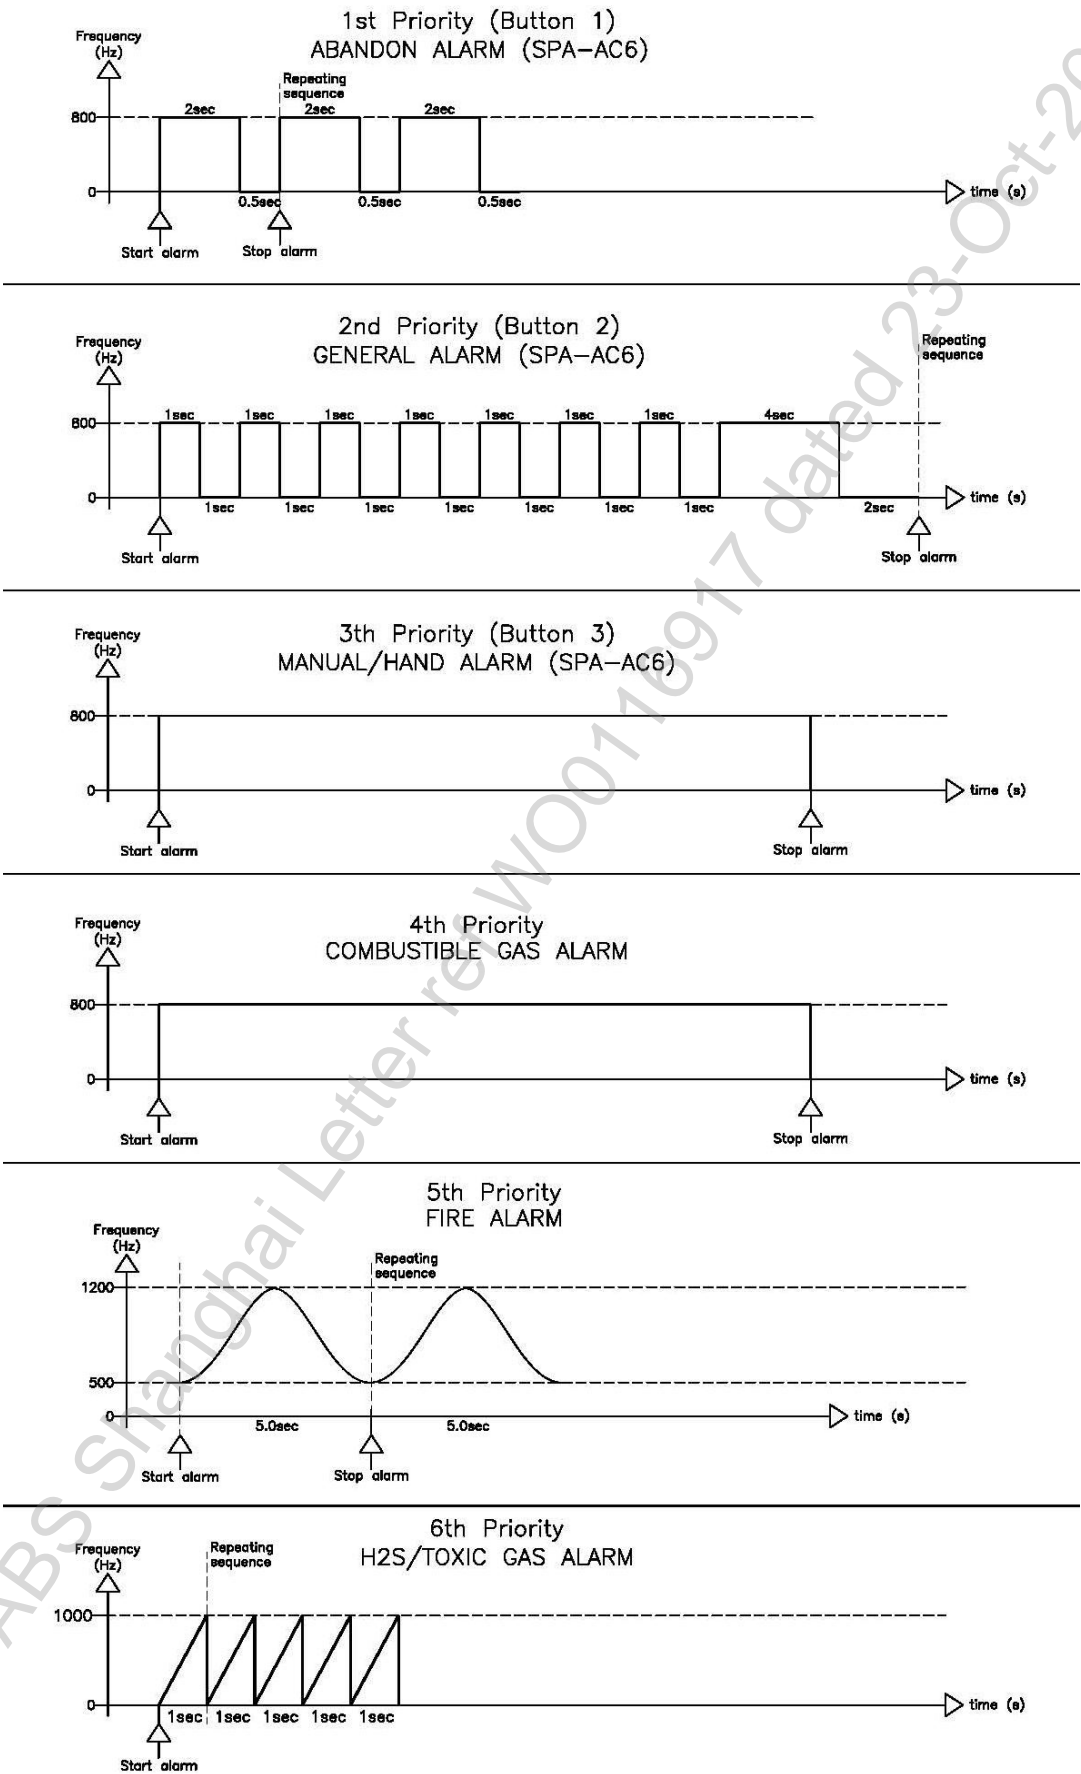 1st Priority (Button 1)
ABANDON ALARM (SPA-AC6)
Frequency
(Hz)
Repeating
sequence
800
2sec 2sec 2sec
0
0.5sec 0.5sec 0.5sec
time (s)
Start alarm Stop alarm
2nd Priority (Button 2)
GENERAL ALARM (SPA-AC6)
Frequency
(Hz)
Repeating
sequence
800
1sec 1sec 1sec 1sec 1sec 1sec 1sec 4sec
0
1sec 1sec 1sec 1sec 1sec 1sec 1sec 2sec
time (s)
Start alarm Stop alarm
3th Priority (Button 3)
MANUAL/HAND ALARM (SPA-AC6)
Frequency
(Hz)
800
0
time (s)
Start alarm Stop alarm
4th Priority
COMBUSTIBLE GAS ALARM
Frequency
(Hz)
800
0
time (s)
Start alarm Stop alarm
5th Priority
FIRE ALARM
Frequency
(Hz)
Repeating
sequence
1200
500
0
5.0sec 5.0sec
time (s)
Start alarm Stop alarm
6th Priority
H2S/TOXIC GAS ALARM
Frequency
(Hz)
Repeating
sequence
1000
0
1sec 1sec 1sec 1sec 1sec
time (s)
Start alarm
ABS Shanghai Letter ref WO0116917 dated 23-Oct-20